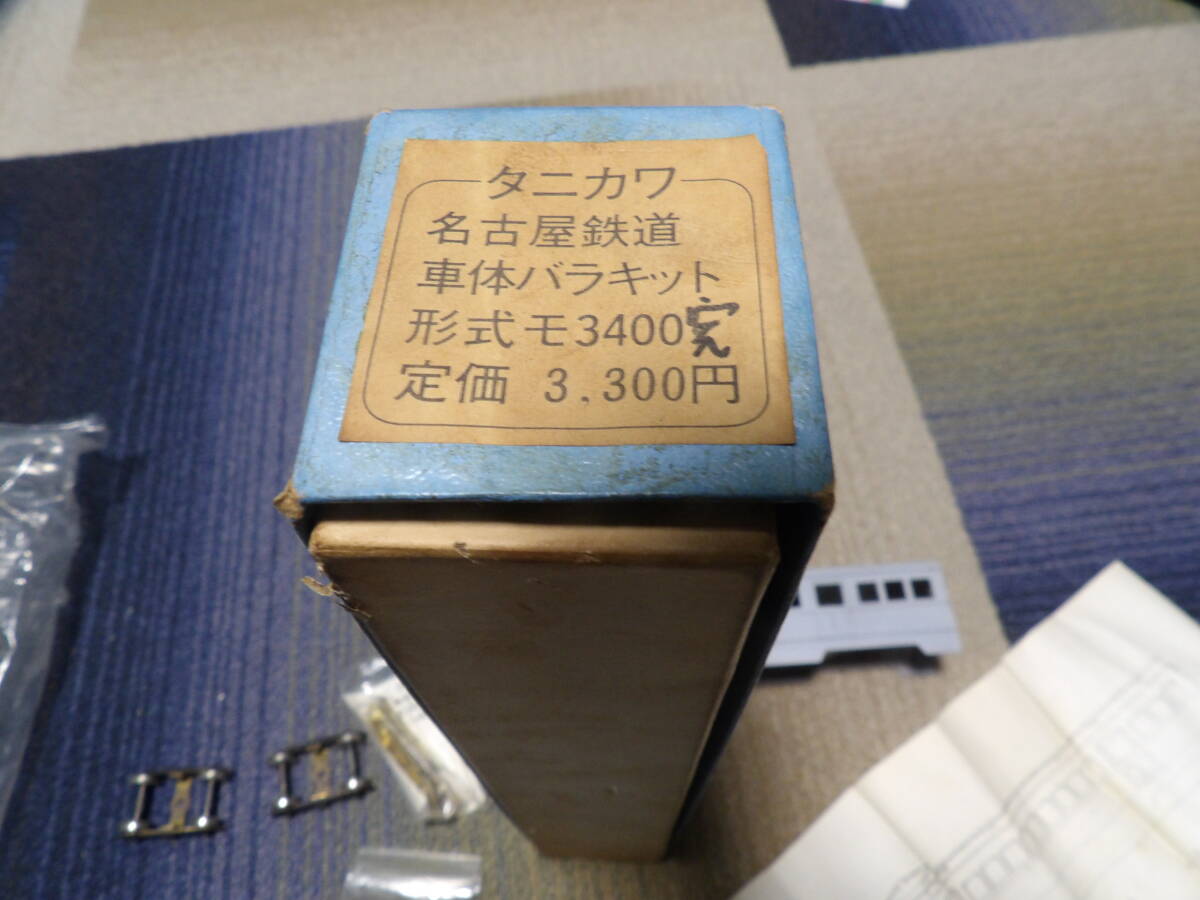 タニカワ
名古屋鉄道
車体バラキット
形式モ3400完
定価 3,300円